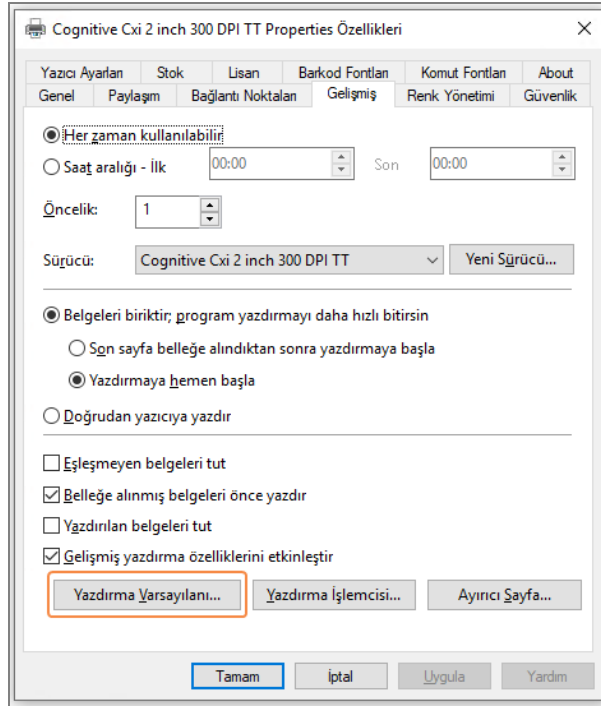 Cognitive Cxi 2 inch 300 DPI TT Properties Özellikleri
Yazıcı Ayarları Stok Lisan Barkod Fontları Komut Fontları About
Genel Paylaşım Bağlantı Noktaları Gelişmiş Renk Yönetimi Güvenlik
Her zaman kullanılabilir
Saat aralığı - İlk 00:00 Son 00:00
Öncelik: 1
Sürücü: Cognitive Cxi 2 inch 300 DPI TT Yeni Sürücü...
Belgeleri biriktir; program yazdırmayı daha hızlı bitirsin
Son sayfa belleğe alındıktan sonra yazdırmaya başla
Yazdırmaya hemen başla
Doğrudan yazıcıya yazdır
Eşleşmeyen belgeleri tut
Belleğe alınmış belgeleri önce yazdır
Yazdırılan belgeleri tut
Gelişmiş yazdırma özelliklerini etkinleştir
Yazdırma Varsayılanı... Yazdırma İşlemcisi... Ayırıcı Sayfa...
Tamam İptal Uygula Yardım